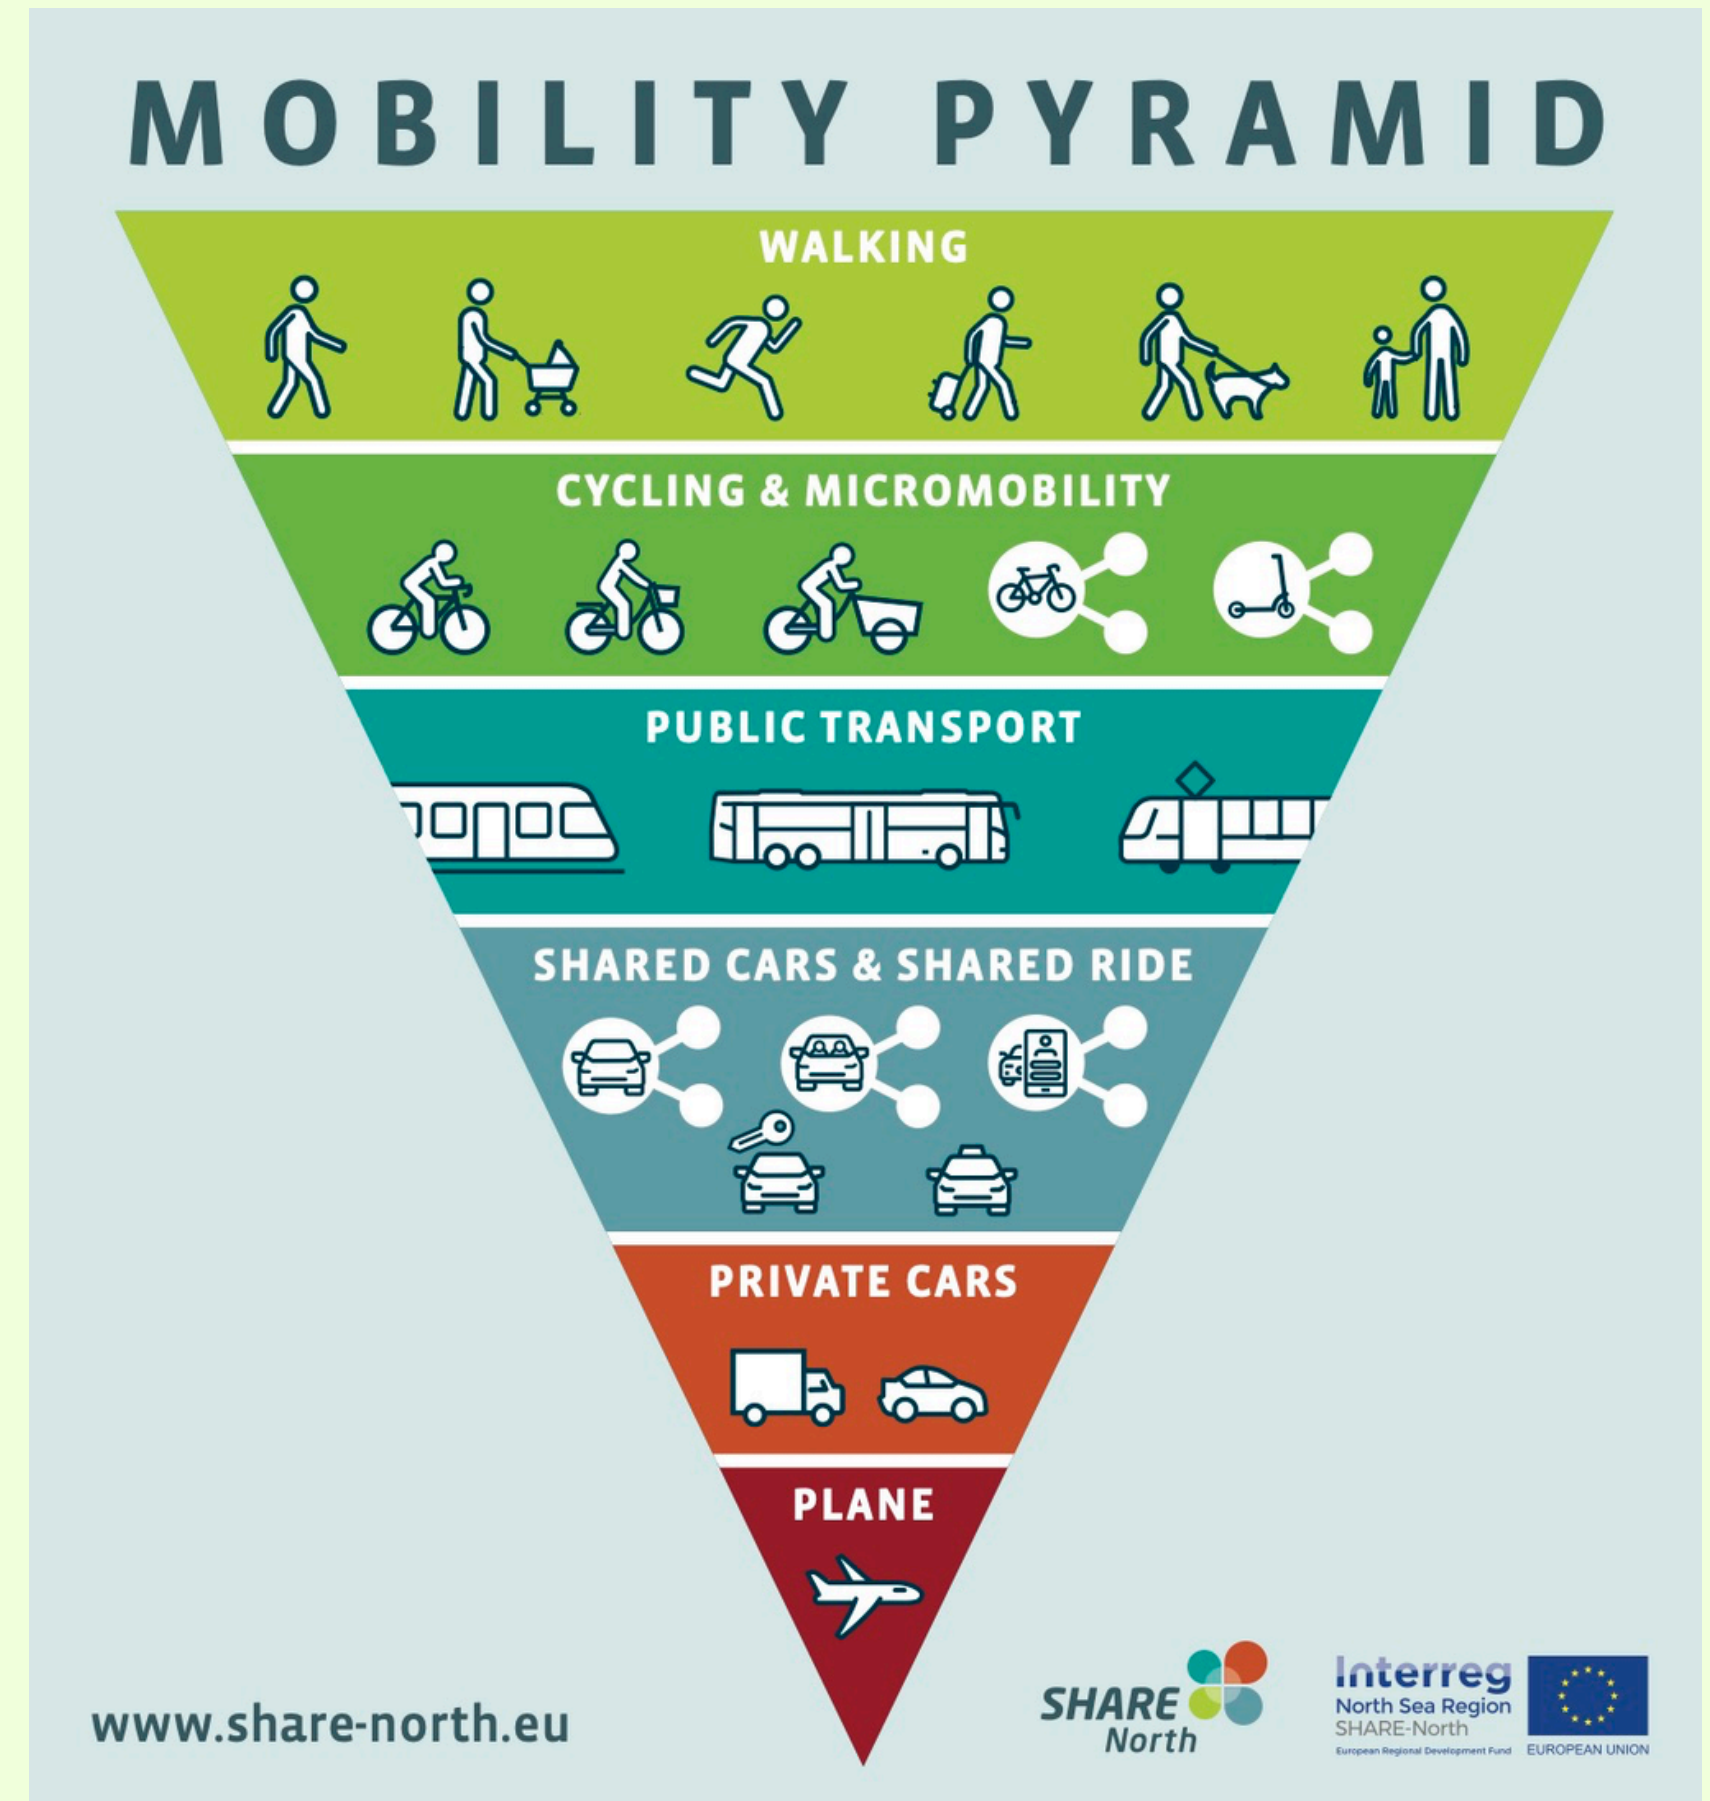 MOBILITY PYRAMID
WALKING
CYCLING & MICROMOBILITY
PUBLIC TRANSPORT
SHARED CARS & SHARED RIDE
PRIVATE CARS
PLANE
www.share-north.eu
SHARE
North
Interreg
North Sea Region
SHARE-North
European Regional Development Fund
EUROPEAN UNION